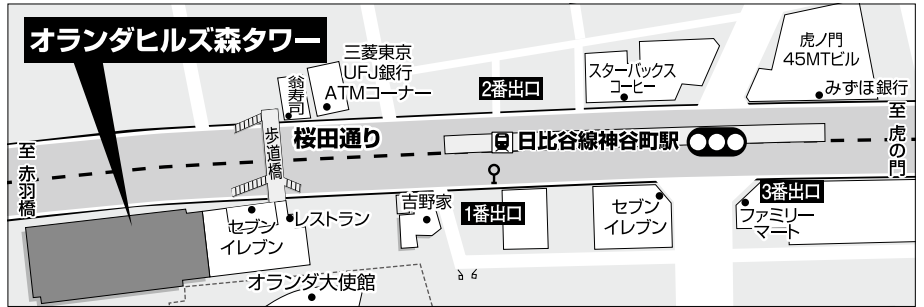 オランダヒルズ森タワー
翁寿司
三菱東京
UFJ銀行
ATMコーナー
2番出口
スターバックス
コーヒー
虎ノ門
45MTビル
みずほ銀行
至 赤羽橋
歩道橋
桜田通り
日比谷線神谷町駅
至 虎の門
セブン
イレブン
レストラン
吉野家
1番出口
セブン
イレブン
3番出口
ファミリー
マート
オランダ大使館